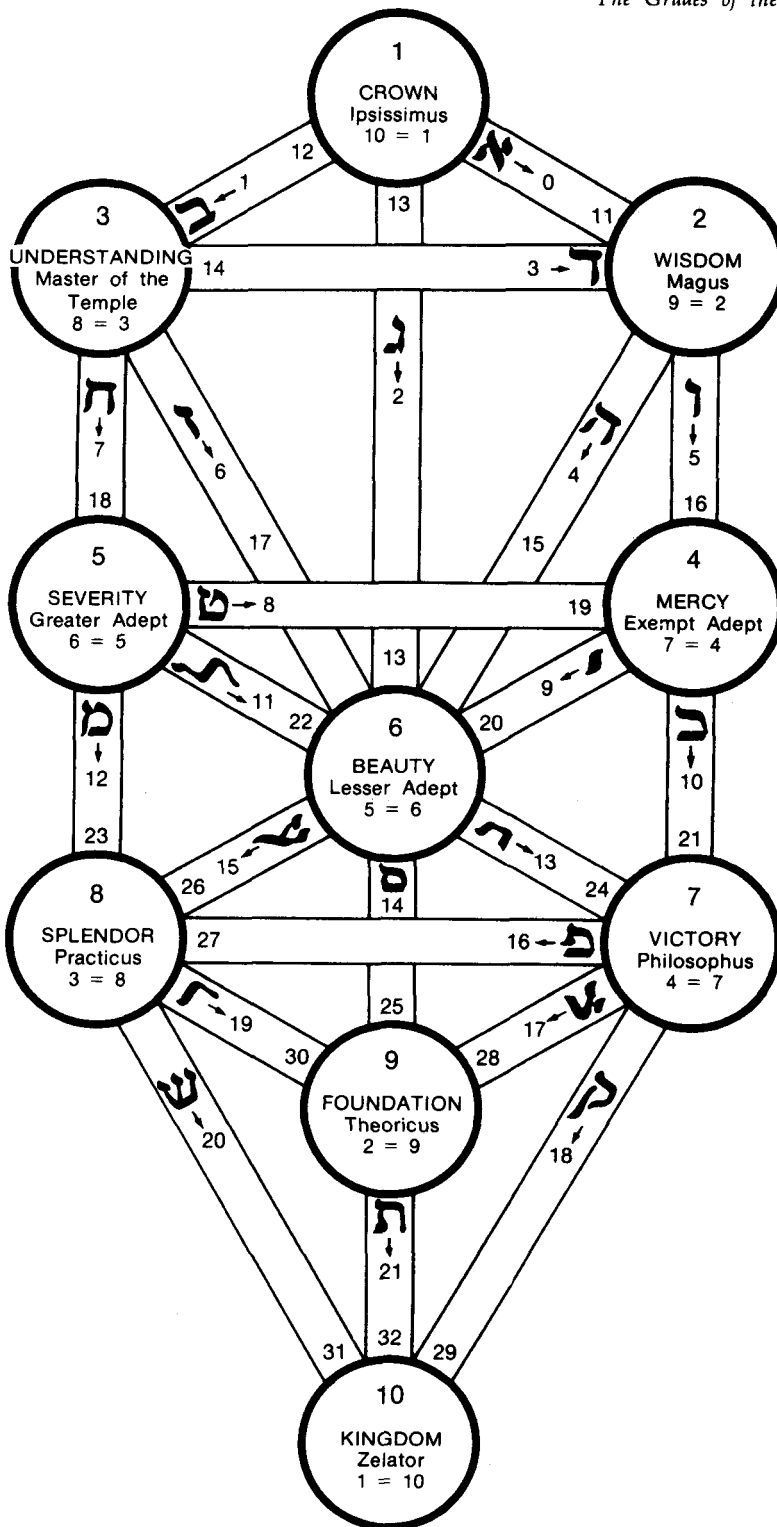 The Grades of the
1
CROWN
Ipsissimus
10 = 1
12
א → 0
ב ← 1
13
11
3
UNDERSTANDING
Master of the
Temple
8 = 3
14
3 → ד
2
WISDOM
Magus
9 = 2
ג
↓
2
ח
↓
7
18
ז
↘
6
17
ה
↙
4
15
ו
↓
5
16
5
SEVERITY
Greater Adept
6 = 5
ט → 8
19
4
MERCY
Exempt Adept
7 = 4
13
ל → 11
22
9 ← י
20
מ
↓
12
23
6
BEAUTY
Lesser Adept
5 = 6
כ
↓
10
21
15 ← ע
26
ס
14
נ → 13
24
8
SPLENDOR
Practicus
3 = 8
27
16 ← פ
7
VICTORY
Philosophus
4 = 7
ר → 19
30
25
17 ← צ
28
9
FOUNDATION
Theoricus
2 = 9
ש
↘
20
31
ת
↓
21
32
ק
↙
18
29
10
KINGDOM
Zelator
1 = 10